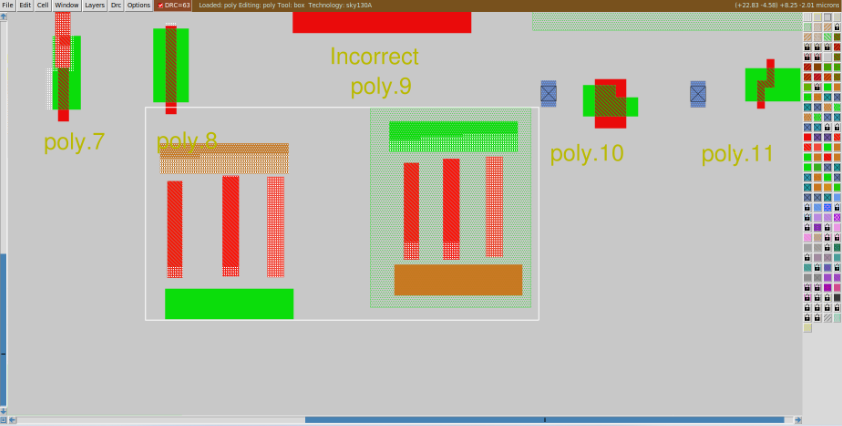 File Edit Cell Window Layers Drc Options DRC=63 Loaded: poly Editing: poly Tool: box Technology: sky130A (+22.83 -4.58) +8.25 -2.01 microns
Incorrect
poly.9
poly.7
poly.8
poly.10
poly.11